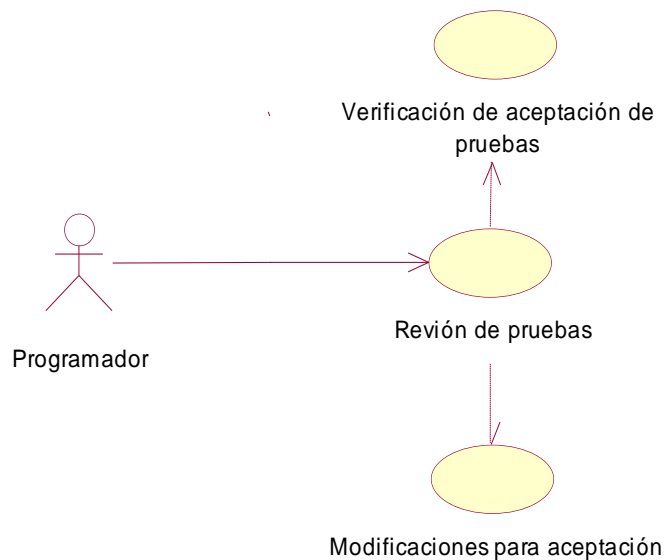 Verificación de aceptación de
pruebas
Revión de pruebas
Programador
Modificaciones para aceptación